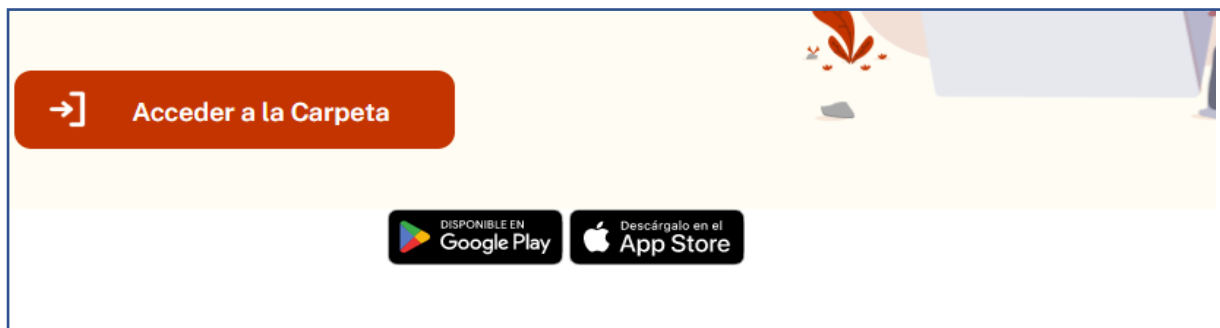 Acceder a la Carpeta
DISPONIBLE EN
Google Play
Descárgalo en el
App Store